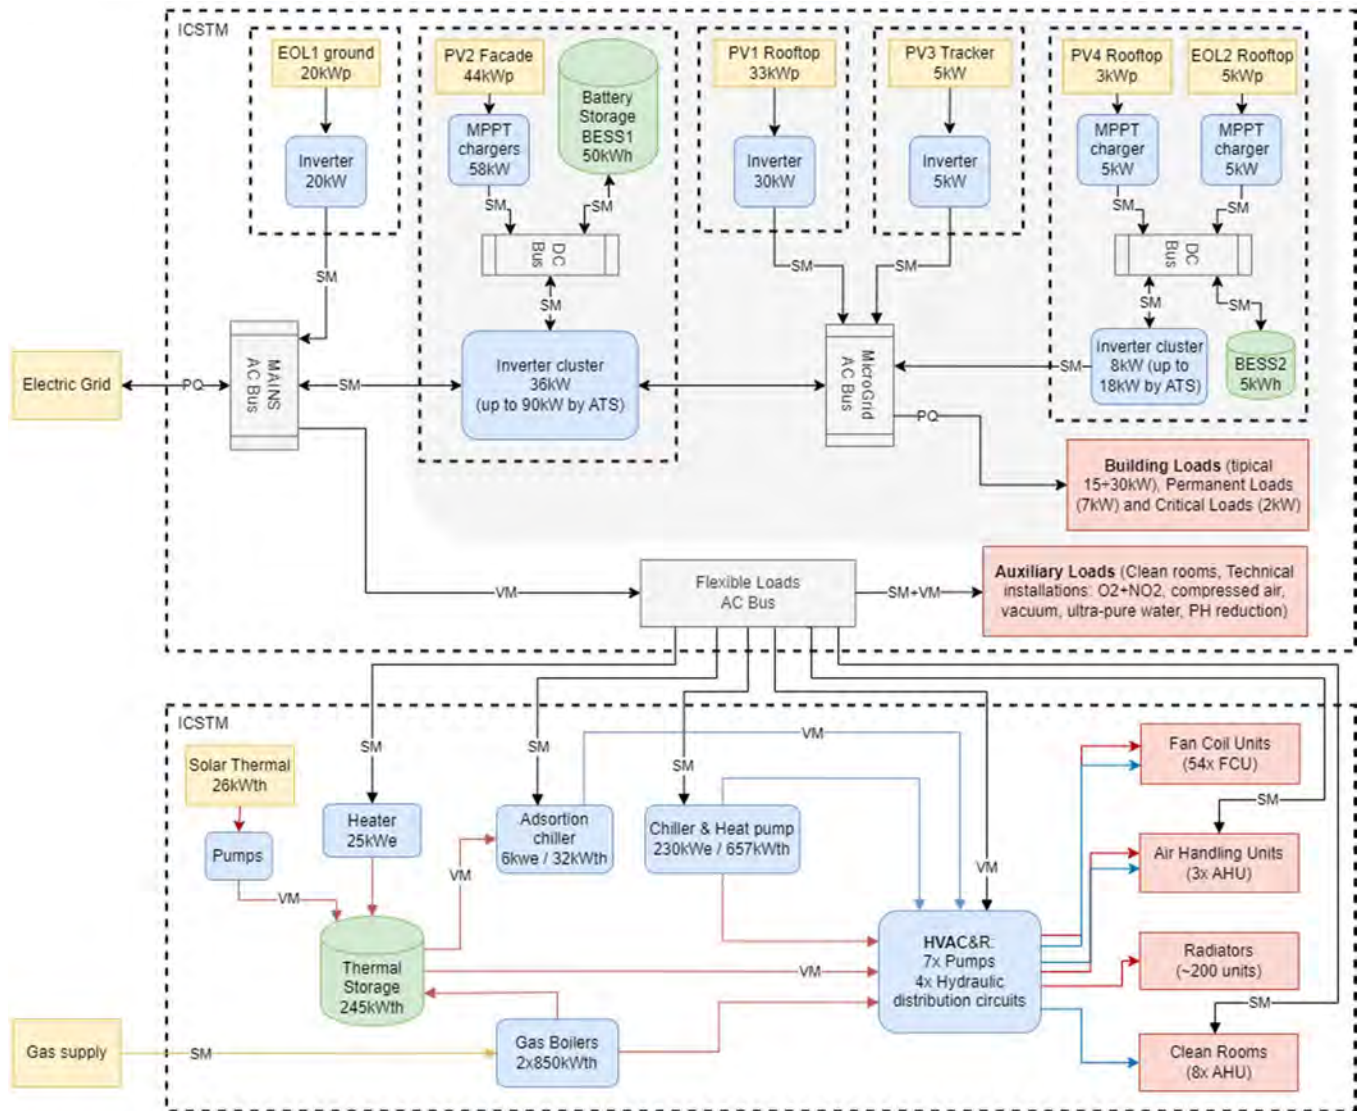 ICSTM
EOL1 ground
20kWp
PV2 Facade
44kWp
Battery
Storage
BESS1
50kWh
PV1 Rooftop
33kWp
PV3 Tracker
5kW
PV4 Rooftop
3kWp
EOL2 Rooftop
5kWp
Inverter
20kW
MPPT
chargers
58kW
Inverter
30kW
Inverter
5kW
MPPT
charger
5kW
MPPT
charger
5kW
SM
SM
SM
SM
DC
Bus
DC
Bus
SM
SM
SM
SM
SM
SM
Electric Grid
PQ
MAINS
AC Bus
SM
Inverter cluster
36kW
(up to 90kW by ATS)
MicroGrid
AC Bus
SM
Inverter cluster
8kW (up to
18kW by ATS)
BESS2
5kWh
PQ
Building Loads (tipical
15÷30kW), Permanent Loads
(7kW) and Critical Loads (2kW)
VM
Flexible Loads
AC Bus
SM+VM
Auxiliary Loads (Clean rooms, Technical
installations: O2+NO2, compressed air,
vacuum, ultra-pure water, PH reduction)
ICSTM
SM
SM
SM
VM
Solar Thermal
26kWth
Fan Coil Units
(54x FCU)
SM
Pumps
Heater
25kWe
Adsortion
chiller
6kwe / 32kWth
Chiller & Heat pump
230kWe / 657kWth
VM
Air Handling Units
(3x AHU)
VM
VM
Thermal
Storage
245kWth
VM
HVAC&R:
7x Pumps
4x Hydraulic
distribution circuits
Radiators
(~200 units)
SM
Gas supply
SM
Gas Boilers
2x850kWth
Clean Rooms
(8x AHU)